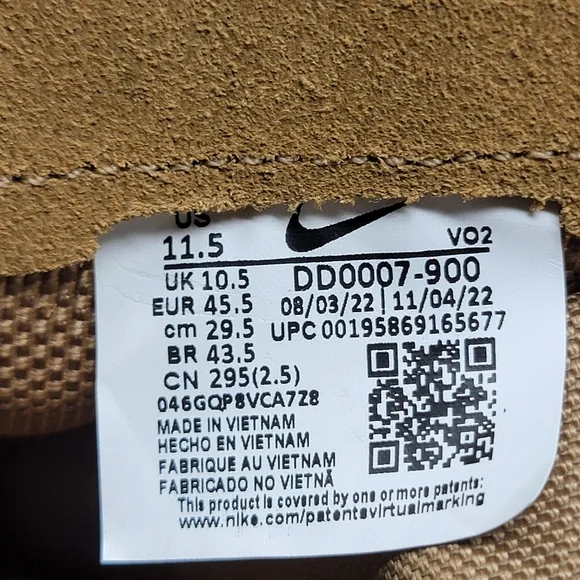 US
11.5
VO2
UK 10.5
DD0007-900
EUR 45.5
08/03/22 | 11/04/22
cm 29.5
UPC 00195869165677
BR 43.5
CN 295(2.5)
046GQP8VCA7Z8
MADE IN VIETNAM
HECHO EN VIETNAM
FABRIQUE AU VIETNAM
FABRICADO NO VIETNÃ
This product is covered by one or more patents:
www.nike.com/patentsvirtualmarking